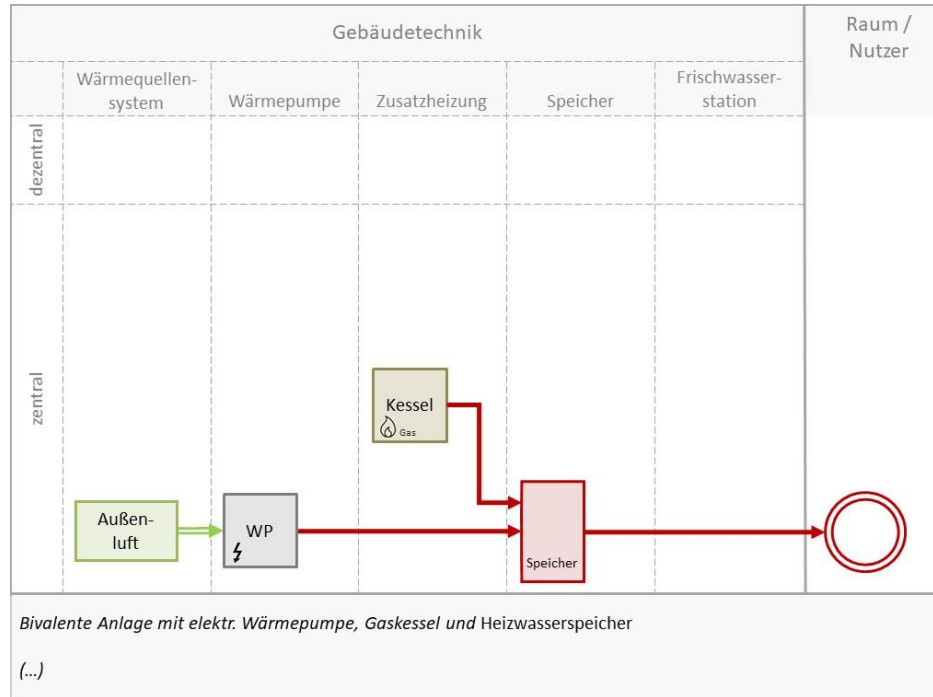 Gebäudetechnik
Raum /
Nutzer
Wärmequellen-
system
Wärmepumpe
Zusatzheizung
Speicher
Frischwasser-
station
dezentral
zentral
Kessel
Gas
Außen-
luft
WP
Speicher
Bivalente Anlage mit elektr. Wärmepumpe, Gaskessel und Heizwasserspeicher
(...)